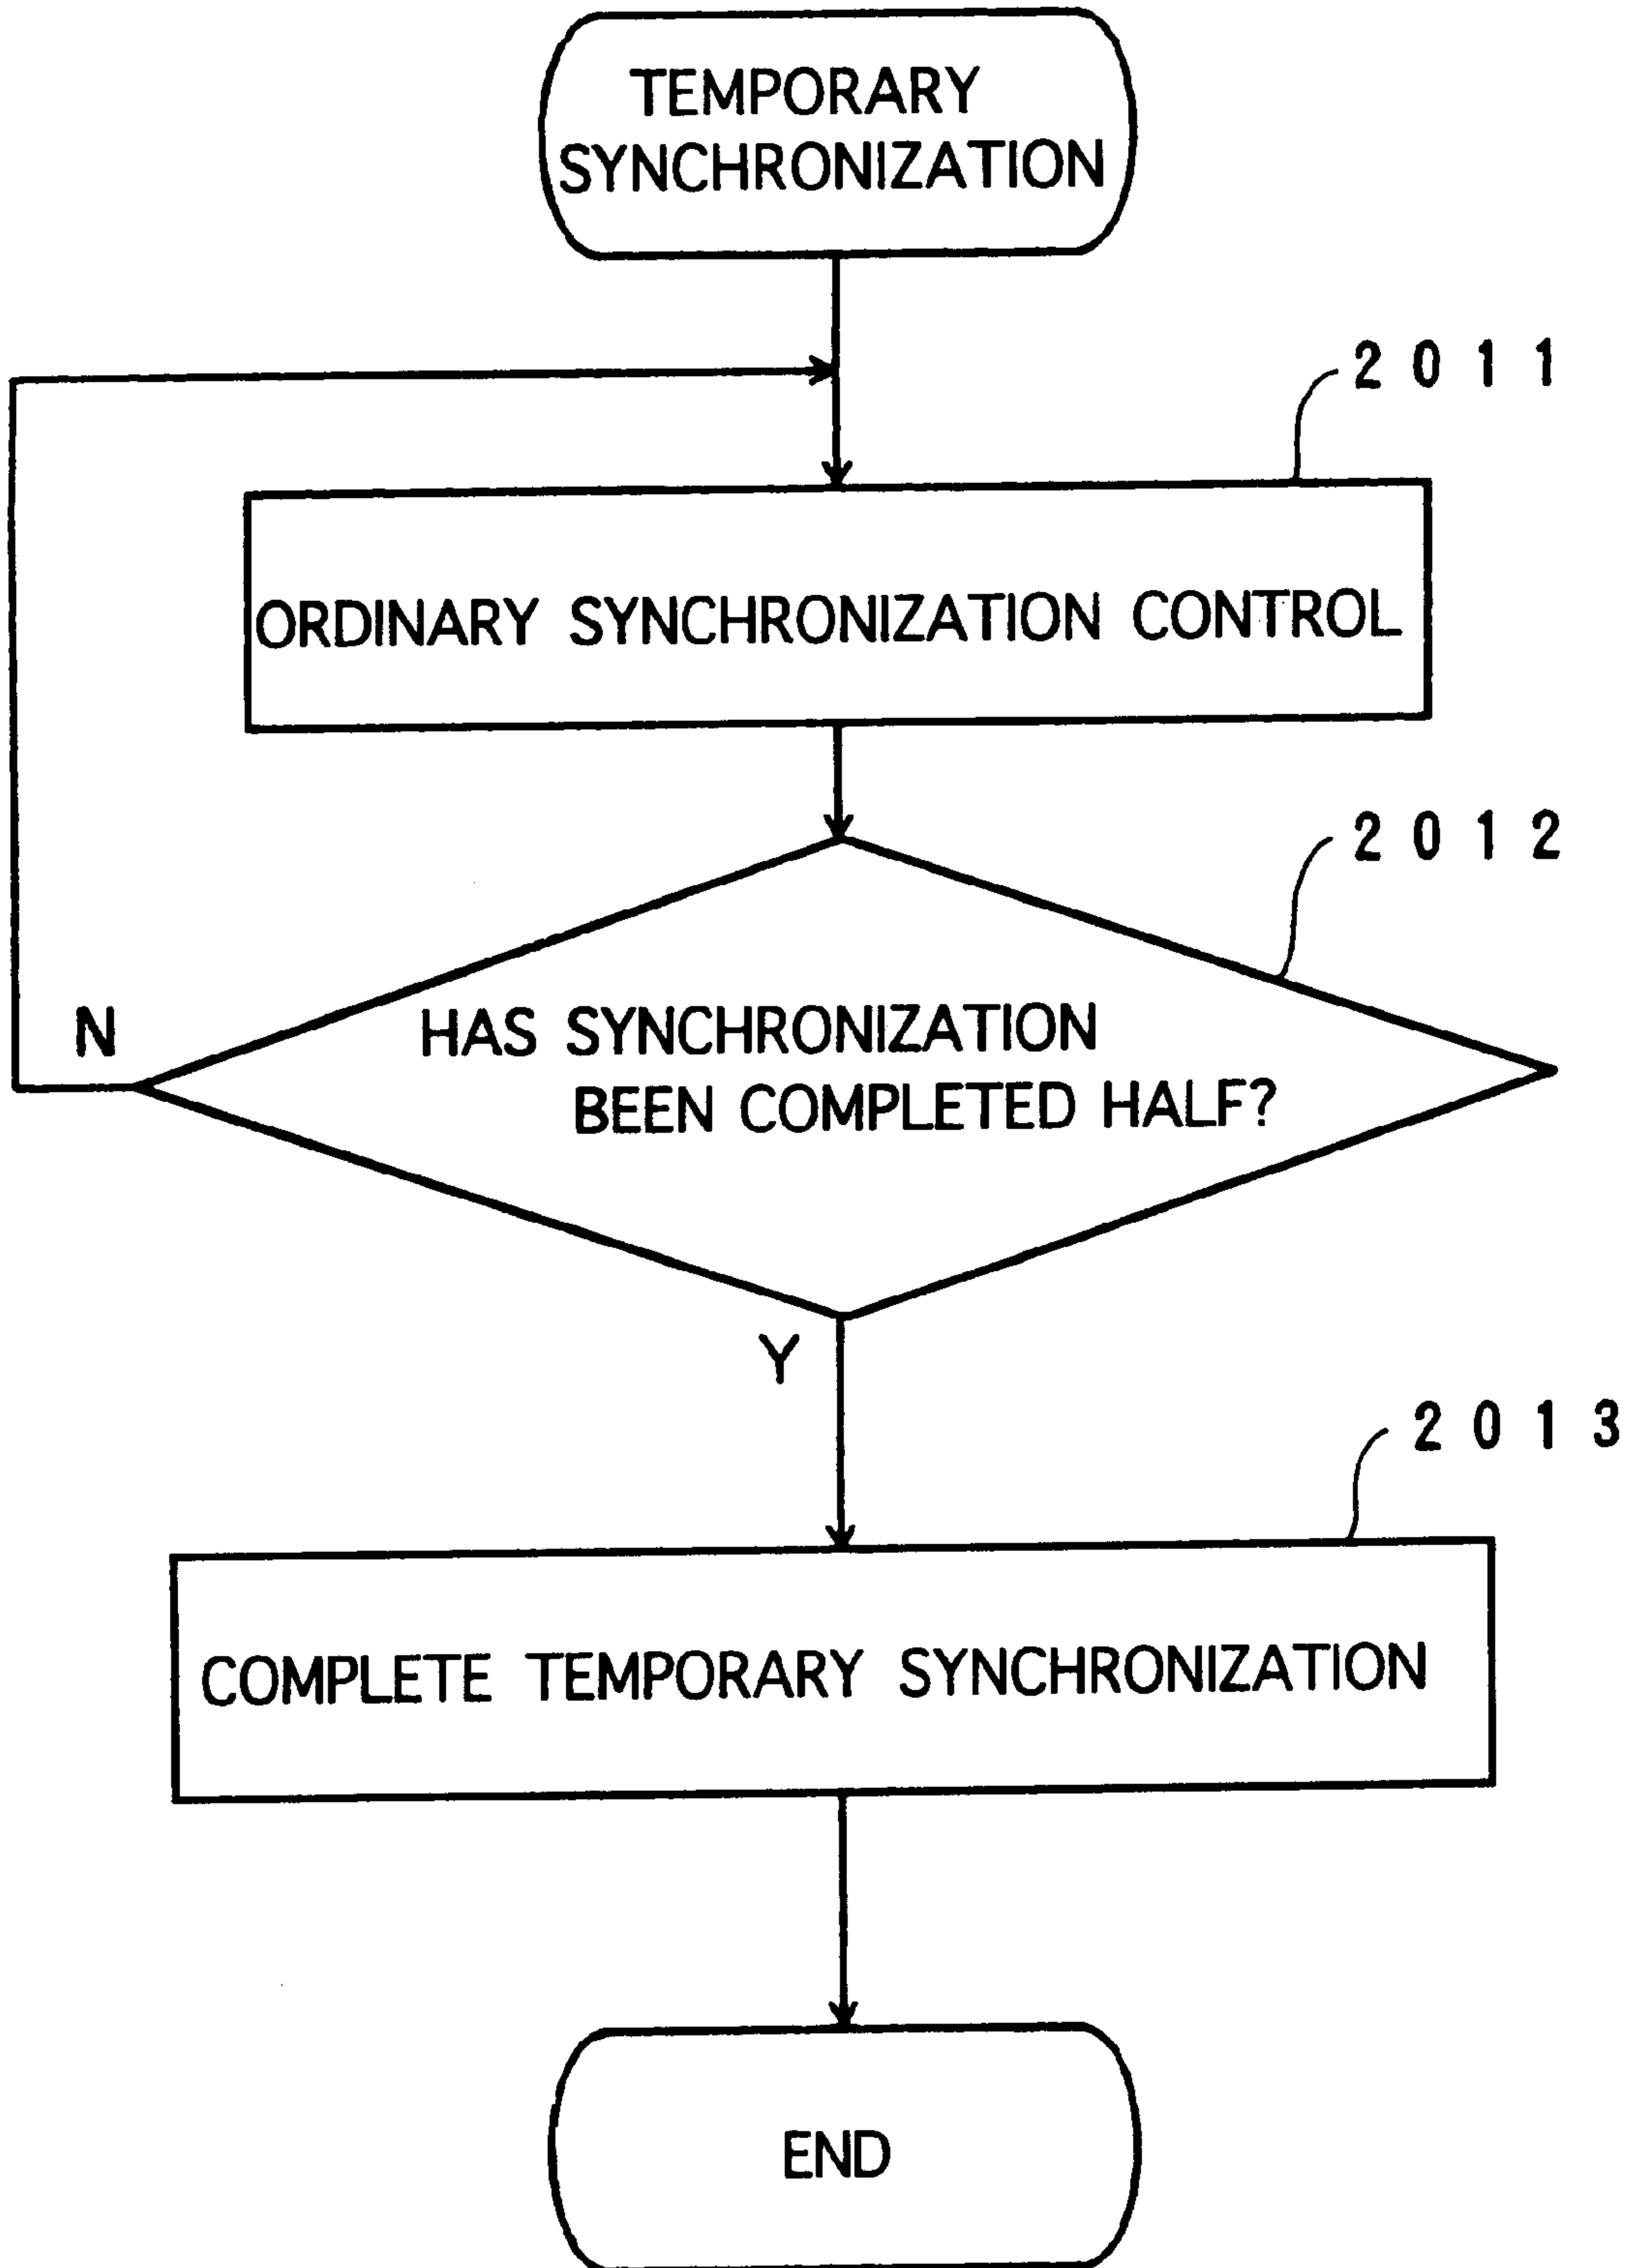 TEMPORARY
SYNCHRONIZATION
2011
ORDINARY SYNCHRONIZATION CONTROL
2012
N
HAS SYNCHRONIZATION
BEEN COMPLETED HALF?
Y
2013
COMPLETE TEMPORARY SYNCHRONIZATION
END